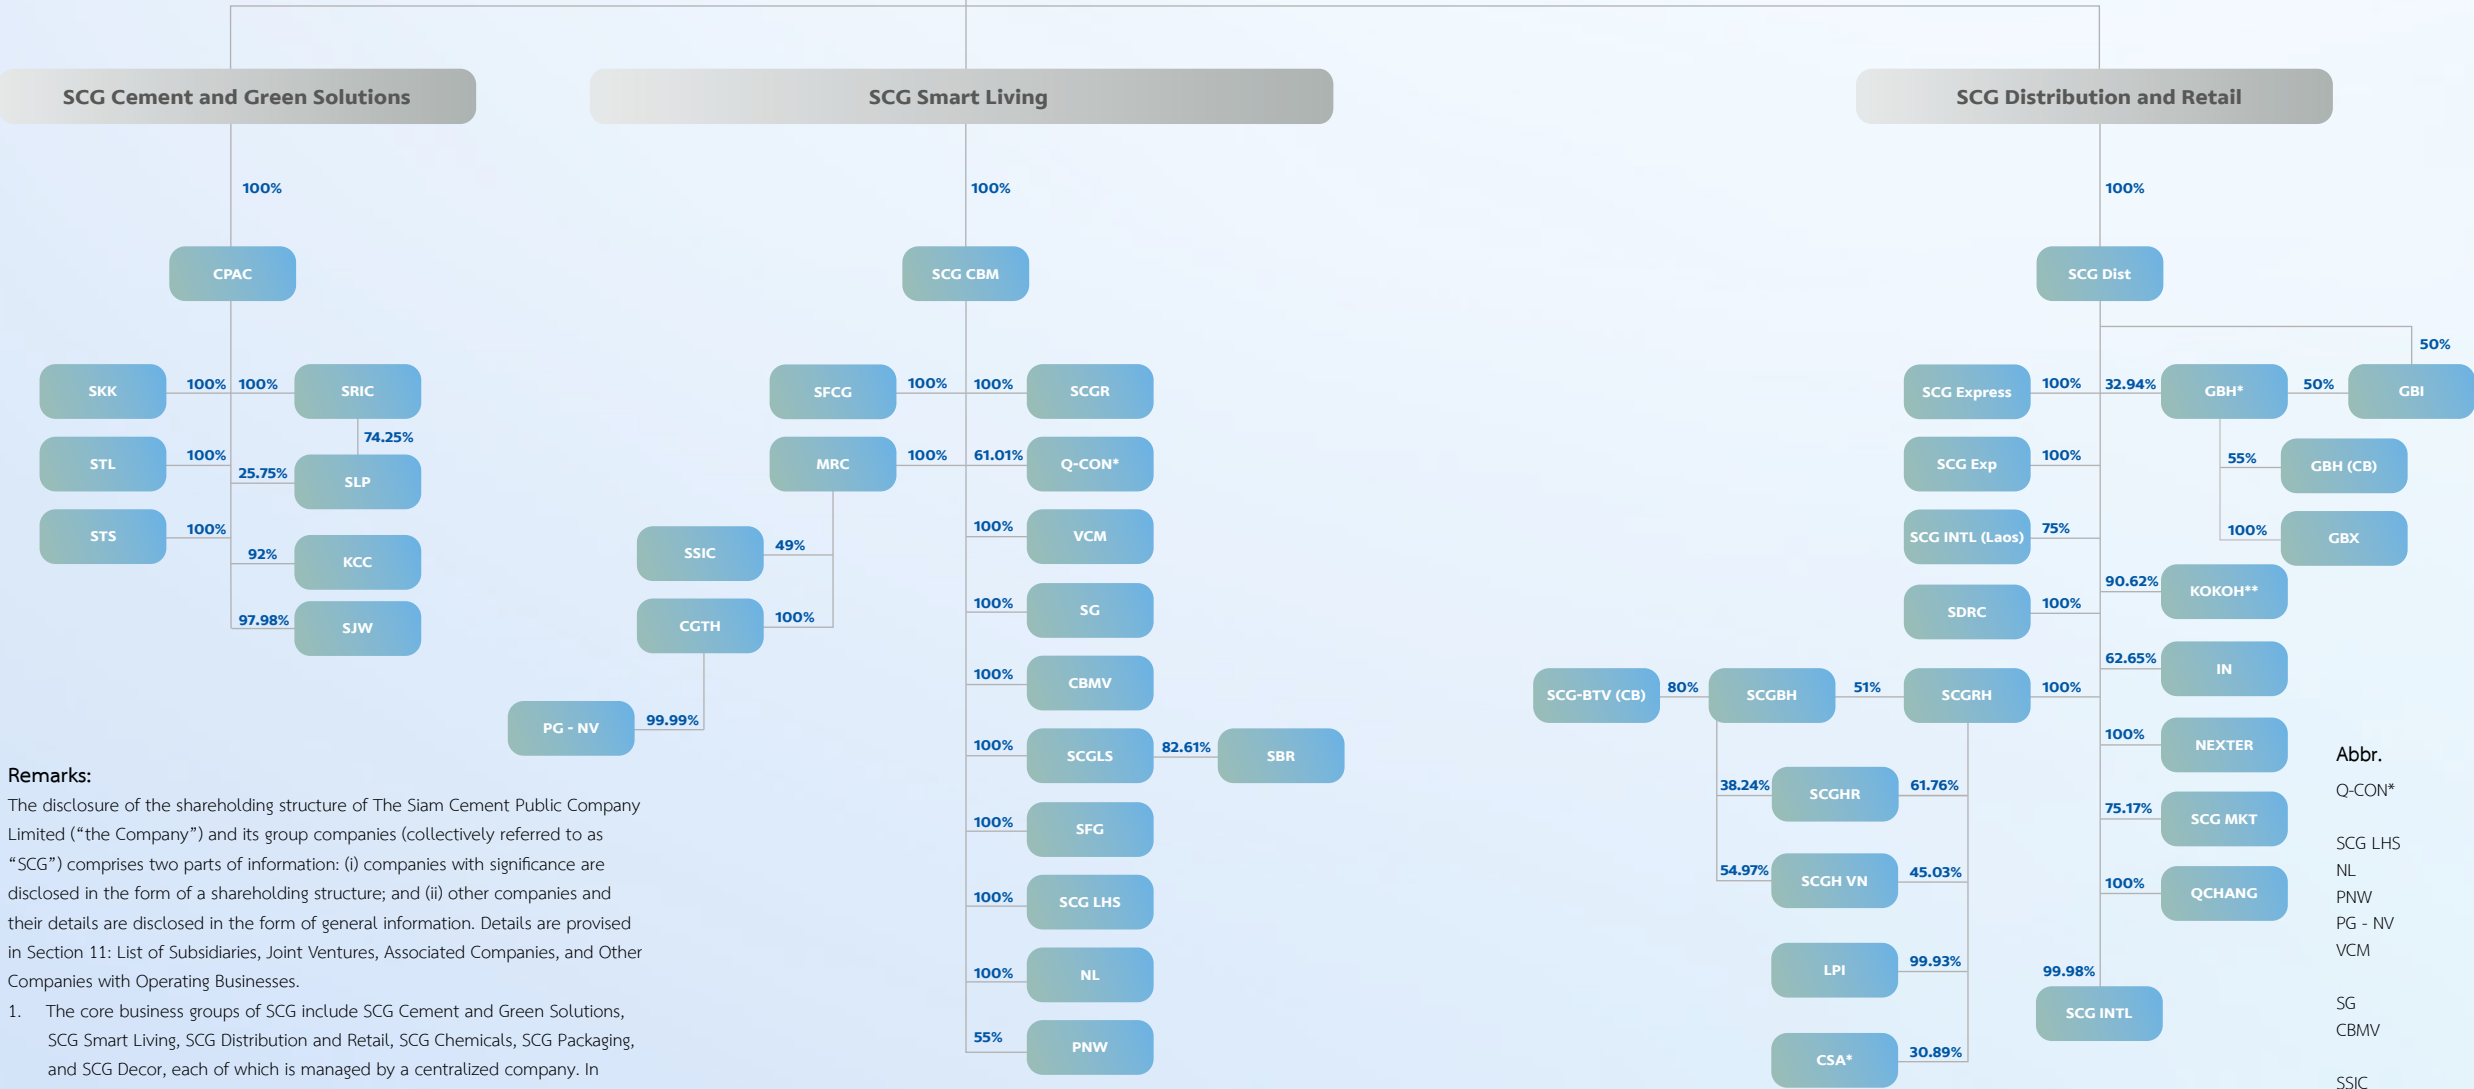 SCG Cement and Green Solutions
100%
CPAC
SKK 100% 100% SRIC
74.25%
STL 100% 25.75% SLP
STS 100%
92% KCC
97.98% SJW
SCG Smart Living
100%
SCG CBM
SFCG 100% 100% SCGR
MRC 100% 61.01% Q-CON*
SSIC 49%
CGTH 100%
PG - NV 99.99%
100% VCM
100% SG
100% CBMV
100% SCGLS 82.61% SBR
100% SFG
100% SCG LHS
100% NL
55% PNW
SCG Distribution and Retail
100%
SCG Dist
50%
SCG Express 100% 32.94% GBH* 50% GBI
SCG Exp 100%
55% GBH (CB)
SCG INTL (Laos) 75%
100% GBX
90.62% KOKOH**
SDRC 100%
62.65% IN
SCG-BTV (CB) 80% SCGBH 51% SCGRH 100%
100% NEXTER
38.24% SCGHR 61.76%
75.17% SCG MKT
54.97% SCGH VN 45.03%
100% QCHANG
LPI 99.93%
99.98%
SCG INTL
CSA* 30.89%
Remarks:
The disclosure of the shareholding structure of The Siam Cement Public Company
Limited (“the Company”) and its group companies (collectively referred to as
“SCG”) comprises two parts of information: (i) companies with significance are
disclosed in the form of a shareholding structure; and (ii) other companies and
their details are disclosed in the form of general information. Details are provised
in Section 11: List of Subsidiaries, Joint Ventures, Associated Companies, and Other
Companies with Operating Businesses.
1. The core business groups of SCG include SCG Cement and Green Solutions,
SCG Smart Living, SCG Distribution and Retail, SCG Chemicals, SCG Packaging,
and SCG Decor, each of which is managed by a centralized company. In
Abbr.
Q-CON*
SCG LHS
NL
PNW
PG - NV
VCM
SG
CBMV
SSIC